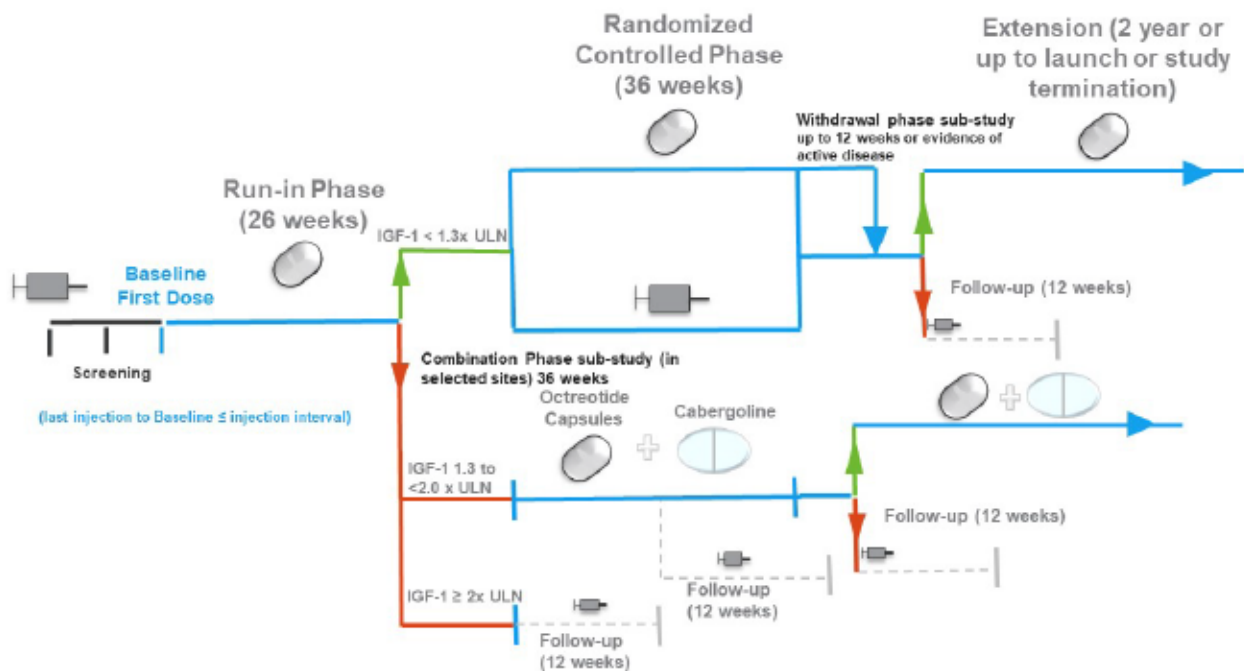 Randomized
Controlled Phase
(36 weeks)
Extension (2 year or
up to launch or study
termination)
Withdrawal phase sub-study
up to 12 weeks or evidence of
active disease
Run-in Phase
(26 weeks)
IGF-1 < 1.3x ULN
Baseline
First Dose
Follow-up (12 weeks)
Screening
Combination Phase sub-study (in
selected sites) 36 weeks
(last injection to Baseline ≤ injection interval)
Octreotide
Capsules
Cabergoline
IGF-1 1.3 to
<2.0 x ULN
Follow-up (12 weeks)
Follow-up
(12 weeks)
IGF-1 ≥ 2x ULN
Follow-up
(12 weeks)